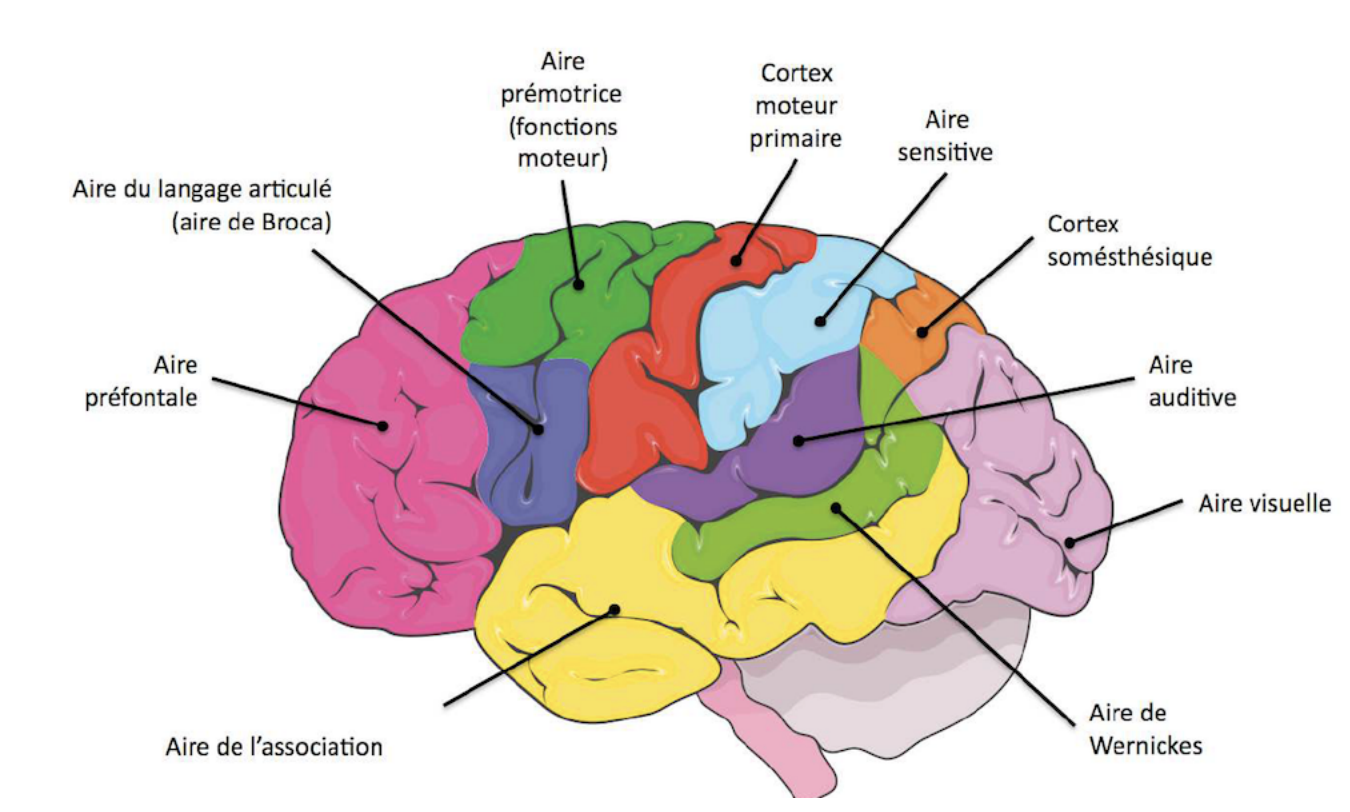 Aire
prémotrice
(fonctions
moteur)
Cortex
moteur
primaire
Aire
sensitive
Aire du langage articulé
(aire de Broca)
Cortex
somésthésique
Aire
préfontale
Aire
auditive
Aire visuelle
Aire de
Wernickes
Aire de l’association